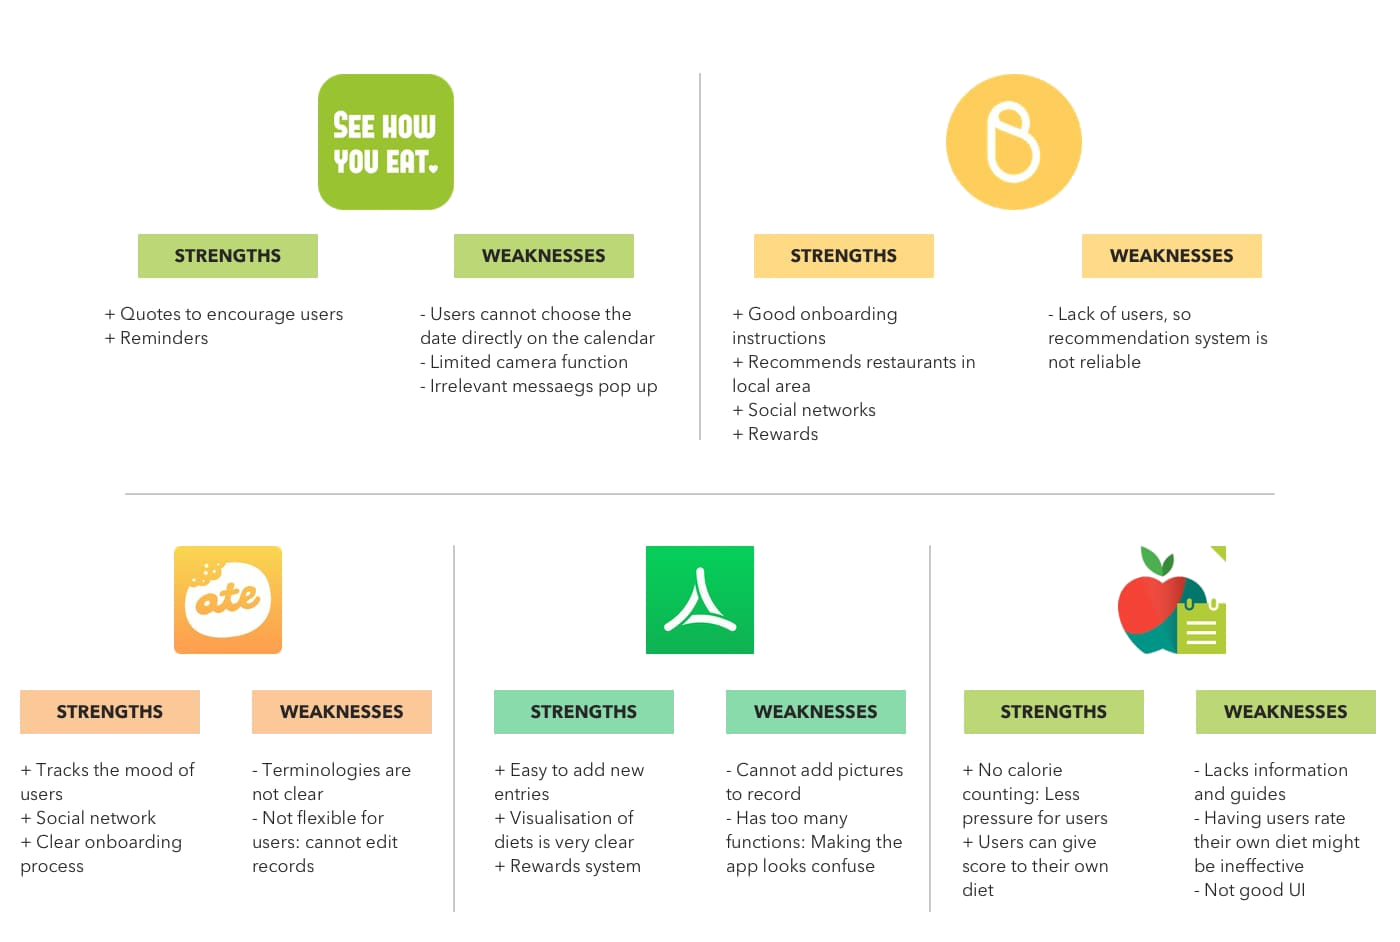 SEE HOW
YOU EAT.
STRENGTHS
+ Quotes to encourage users
+ Reminders
WEAKNESSES
- Users cannot choose the
date directly on the calendar
- Limited camera function
- Irrelevant messaegs pop up
B
STRENGTHS
+ Good onboarding
instructions
+ Recommends restaurants in
local area
+ Social networks
+ Rewards
WEAKNESSES
- Lack of users, so
recommendation system is
not reliable
ate
STRENGTHS
+ Tracks the mood of
users
+ Social network
+ Clear onboarding
process
WEAKNESSES
- Terminologies are
not clear
- Not flexible for
users: cannot edit
records
STRENGTHS
+ Easy to add new
entries
+ Visualisation of
diets is very clear
+ Rewards system
WEAKNESSES
- Cannot add pictures
to record
- Has too many
functions: Making the
app looks confuse
STRENGTHS
+ No calorie
counting: Less
pressure for users
+ Users can give
score to their own
diet
WEAKNESSES
- Lacks information
and guides
- Having users rate
their own diet might
be ineffective
- Not good UI